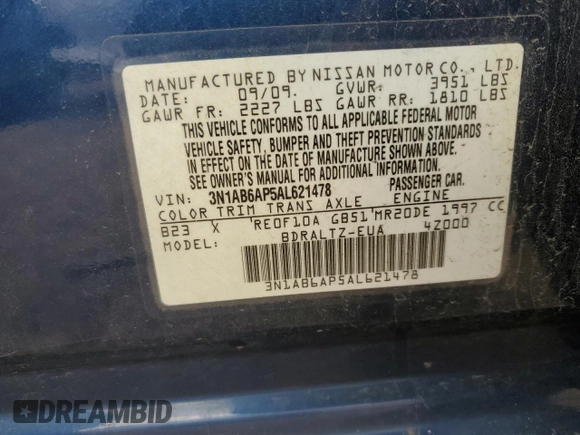 MANUFACTURED BY NISSAN MOTOR CO., LTD.
DATE: 09/09. GVWR: 3951 LBS
GAWR FR: 2227 LBS GAWR RR: 1810 LBS
THIS VEHICLE CONFORMS TO ALL APPLICABLE FEDERAL MOTOR
VEHICLE SAFETY, BUMPER AND THEFT PREVENTION STANDARDS
IN EFFECT ON THE DATE OF MANUFACTURE SHOWN ABOVE.
SEE OWNER'S MANUAL FOR ADDITIONAL INFORMATION.
VIN: 3N1AB6AP5AL621478 PASSENGER CAR.
COLOR TRIM TRANS AXLE ENGINE
B23 X RE0F10A GB51 MR20DE 1997 CC
MODEL: BDRALTZ-EUA 4Z000
3N1AB6AP5AL621478
DREAMBID